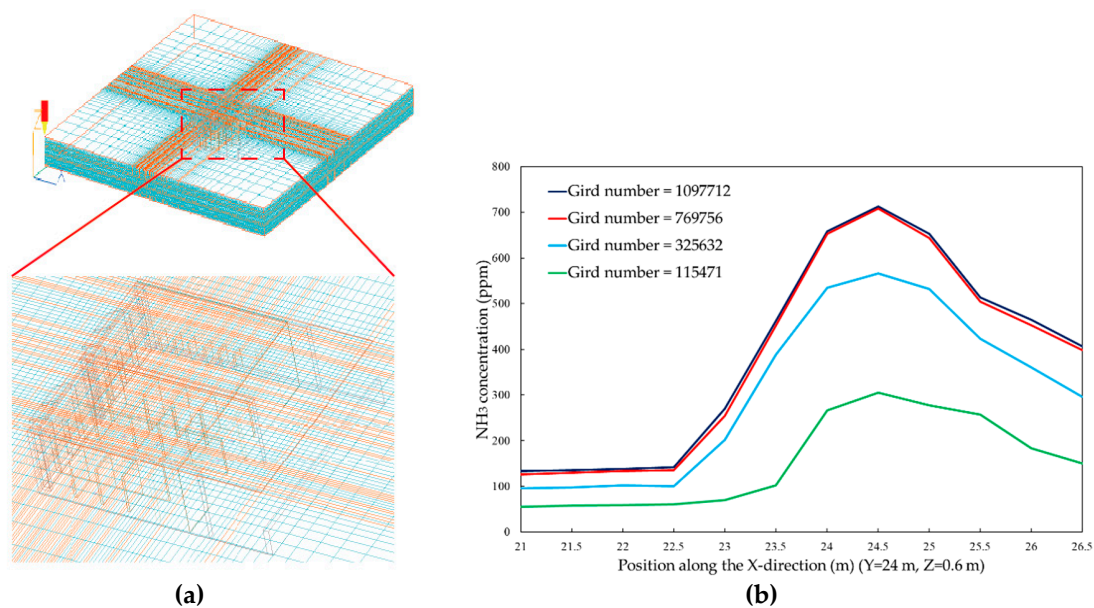 800
700
600
500
400
300
200
100
0
NH3 concentration (ppm)
Gird number = 1097712
Gird number = 769756
Gird number = 325632
Gird number = 115471
21 21.5 22 22.5 23 23.5 24 24.5 25 25.5 26 26.5
Position along the X-direction (m) (Y=24 m, Z=0.6 m)
(a) (b)